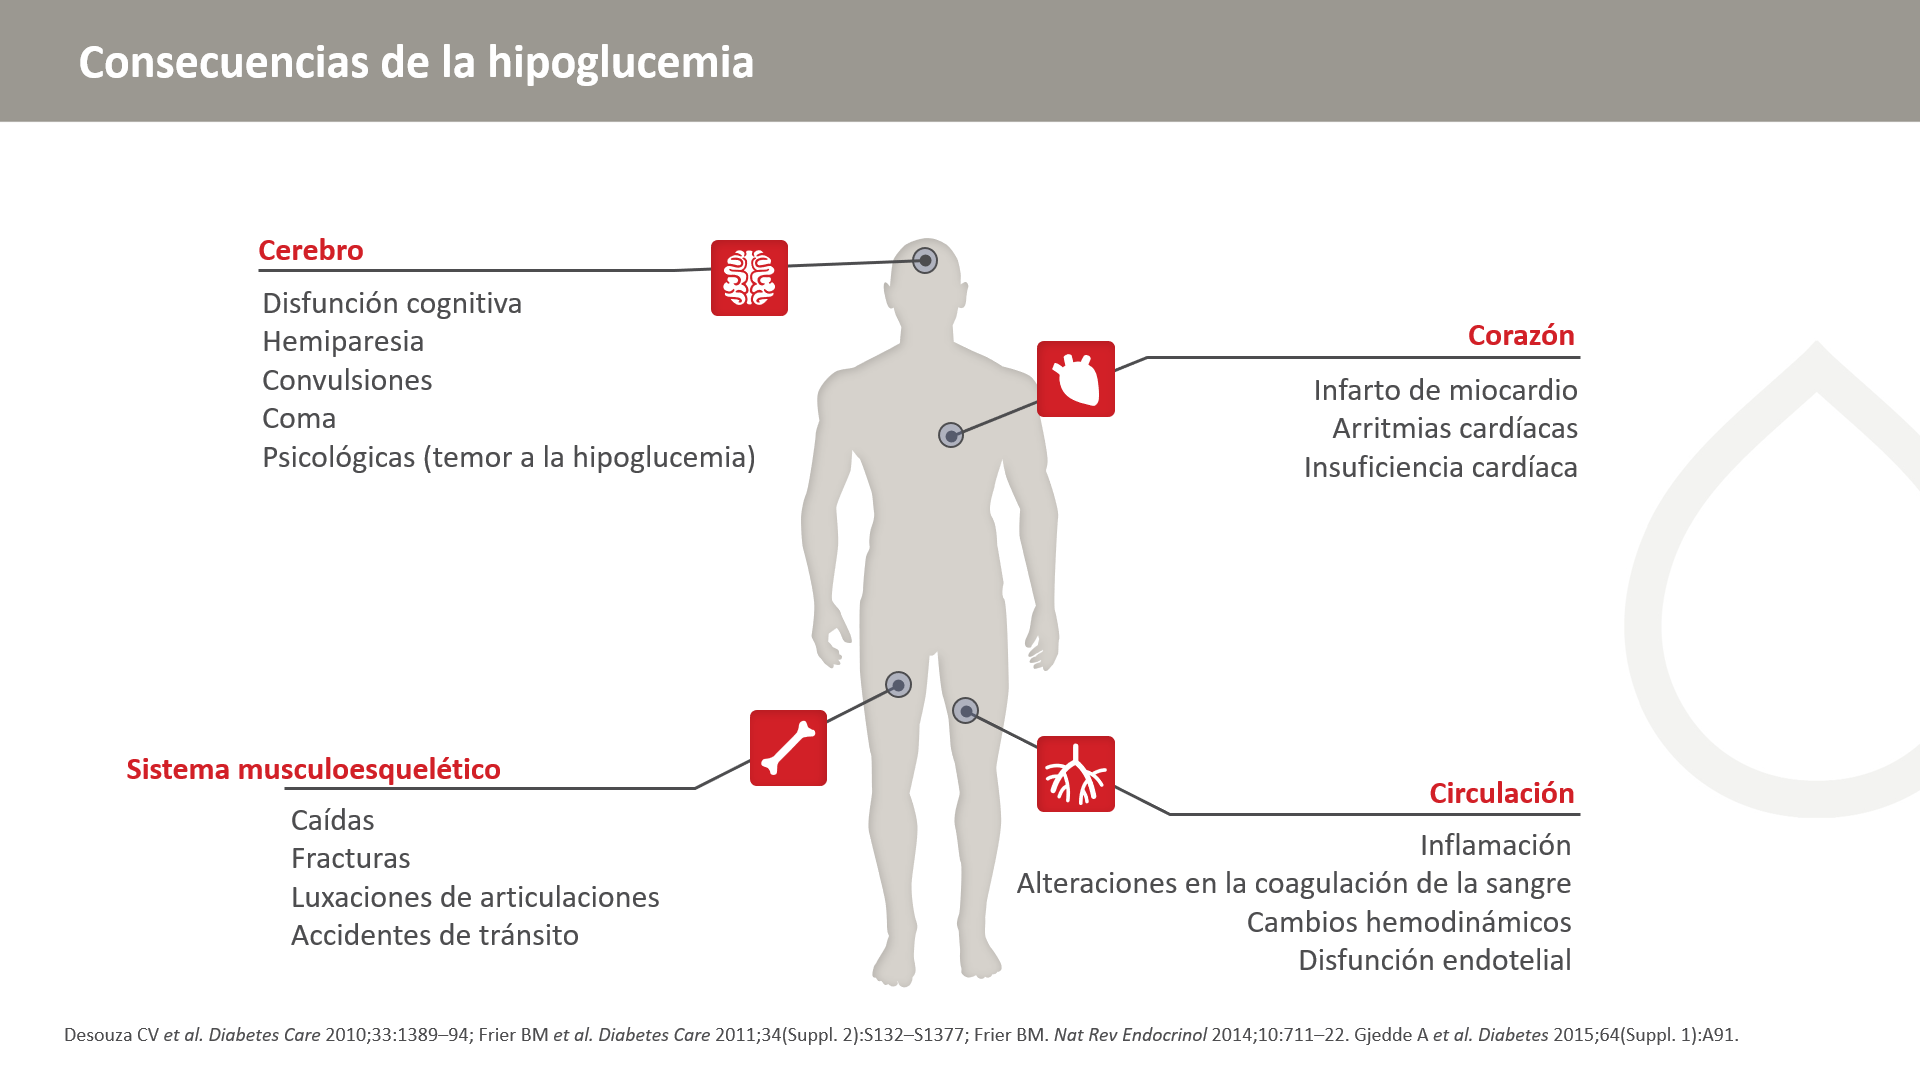 Consecuencias de la hipoglucemia
Cerebro
Disfunción cognitiva
Hemiparesia
Convulsiones
Coma
Psicológicas (temor a la hipoglucemia)
Corazón
Infarto de miocardio
Arritmias cardíacas
Insuficiencia cardíaca
Sistema musculoesquelético
Caídas
Fracturas
Luxaciones de articulaciones
Accidentes de tránsito
Circulación
Inflamación
Alteraciones en la coagulación de la sangre
Cambios hemodinámicos
Disfunción endotelial
Desouza CV et al. Diabetes Care 2010;33:1389–94; Frier BM et al. Diabetes Care 2011;34(Suppl. 2):S132–S1377; Frier BM. Nat Rev Endocrinol 2014;10:711–22. Gjedde A et al. Diabetes 2015;64(Suppl. 1):A91.